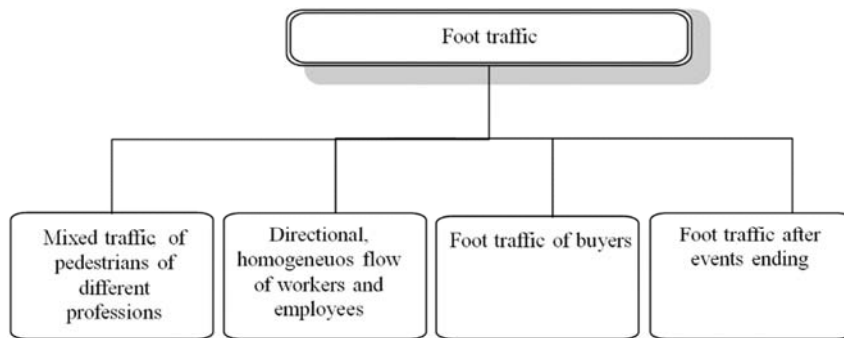 Foot traffic
Mixed traffic of
pedestrians of
different
professions
Directional,
homogeneuos flow
of workers and
employees
Foot traffic of buyers
Foot traffic after
events ending